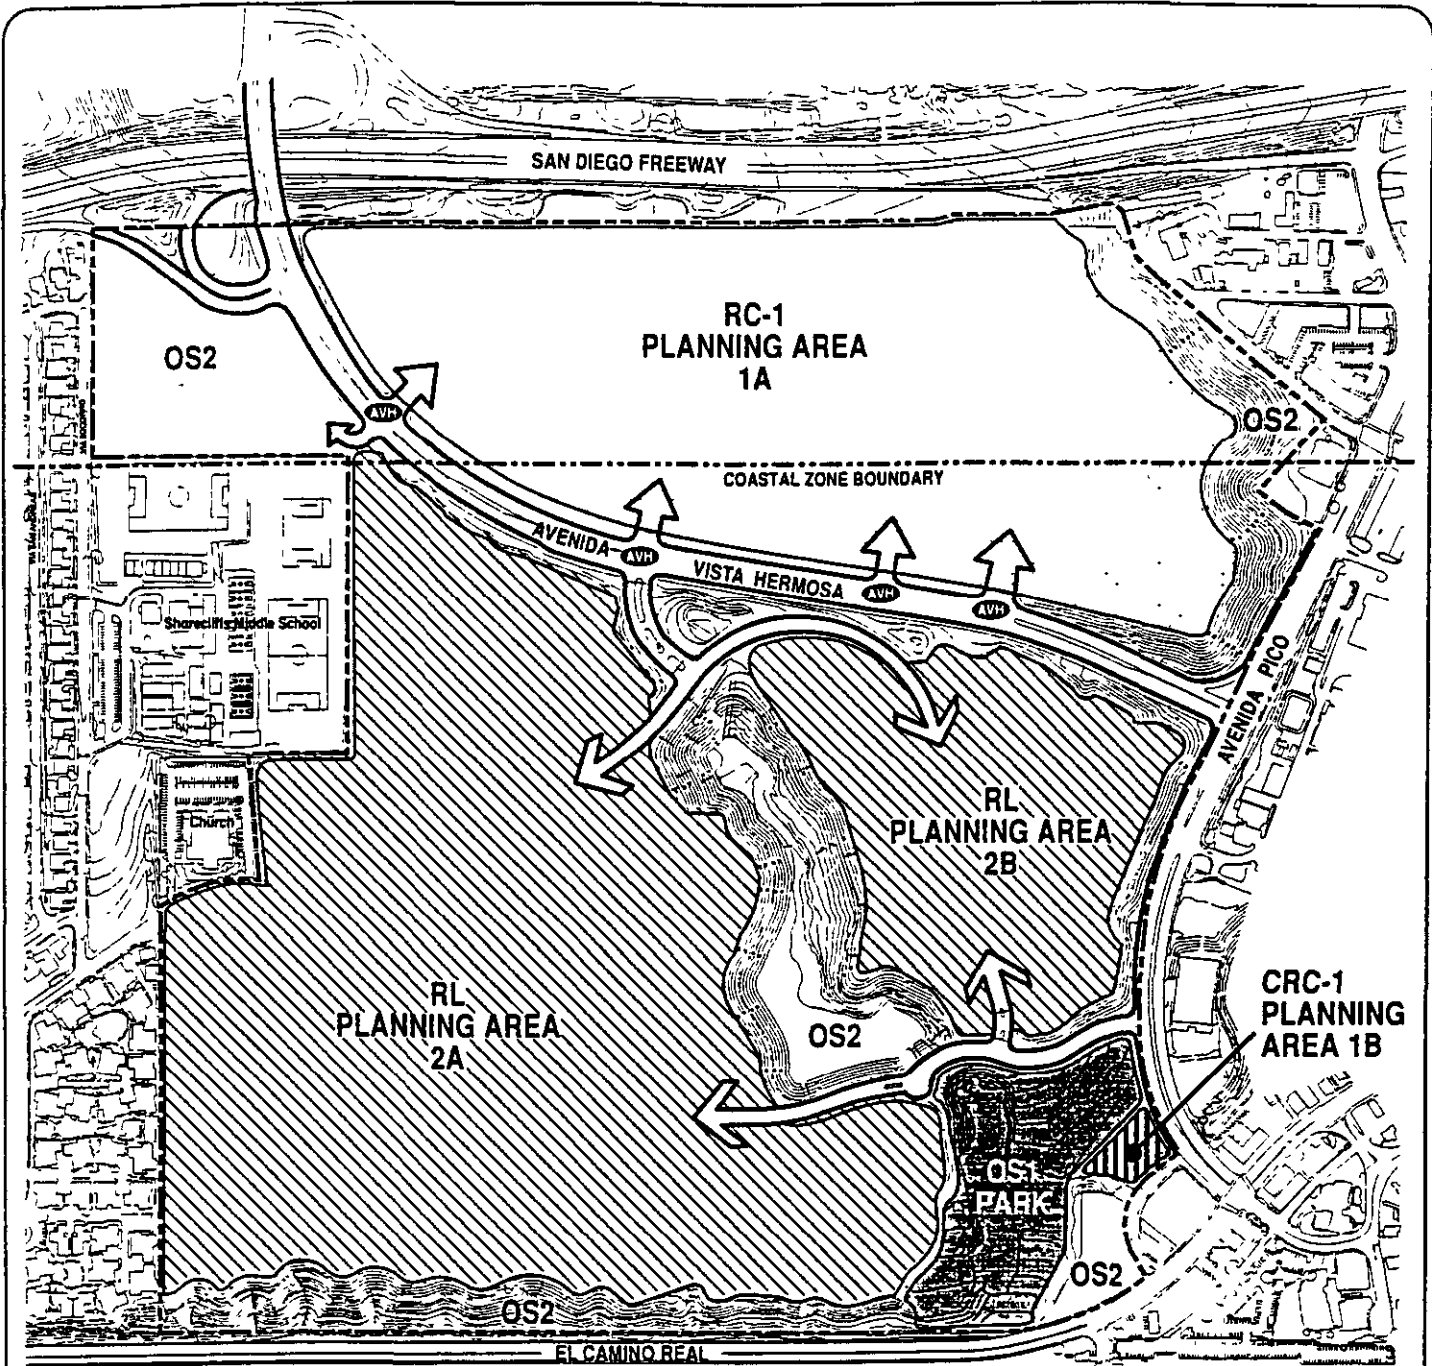 SAN DIEGO FREEWAY
RC-1
PLANNING AREA
1A
OS2
OS2
AVH
COASTAL ZONE BOUNDARY
AVENIDA
VISTA HERMOSA
AVH
AVH
AVH
Shorecliffs Middle School
AVENIDA PICO
RL
PLANNING AREA
2B
Church
CRC-1
PLANNING
AREA 1B
RL
PLANNING AREA
2A
OS2
OS1
PARK
OS2
OS2
EL CAMINO REAL